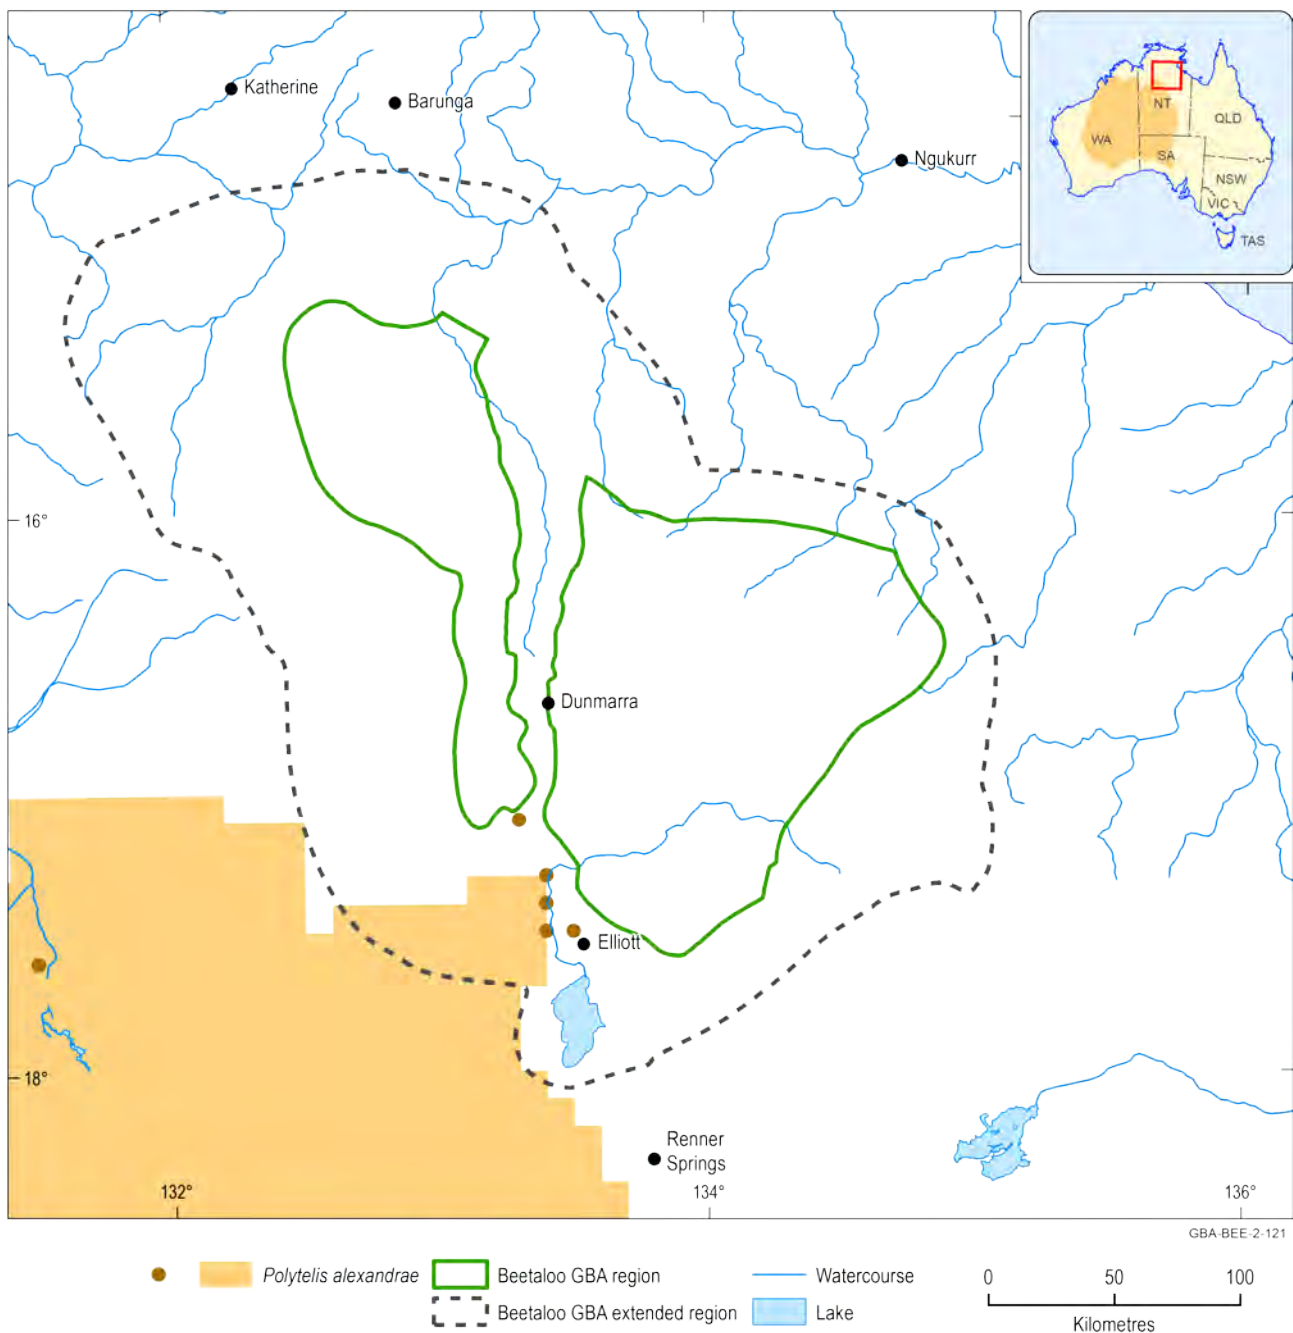 Katherine
Barunga
Ngukurr
NT
QLD
WA
SA
NSW
VIC
TAS
16°
Dunmarra
Elliott
18°
Renner
Springs
132°
134°
136°
GBA-BEE-2-121
Polytelis alexandrae
Beetaloo GBA region
Watercourse
0 50 100
Beetaloo GBA extended region
Lake
Kilometres